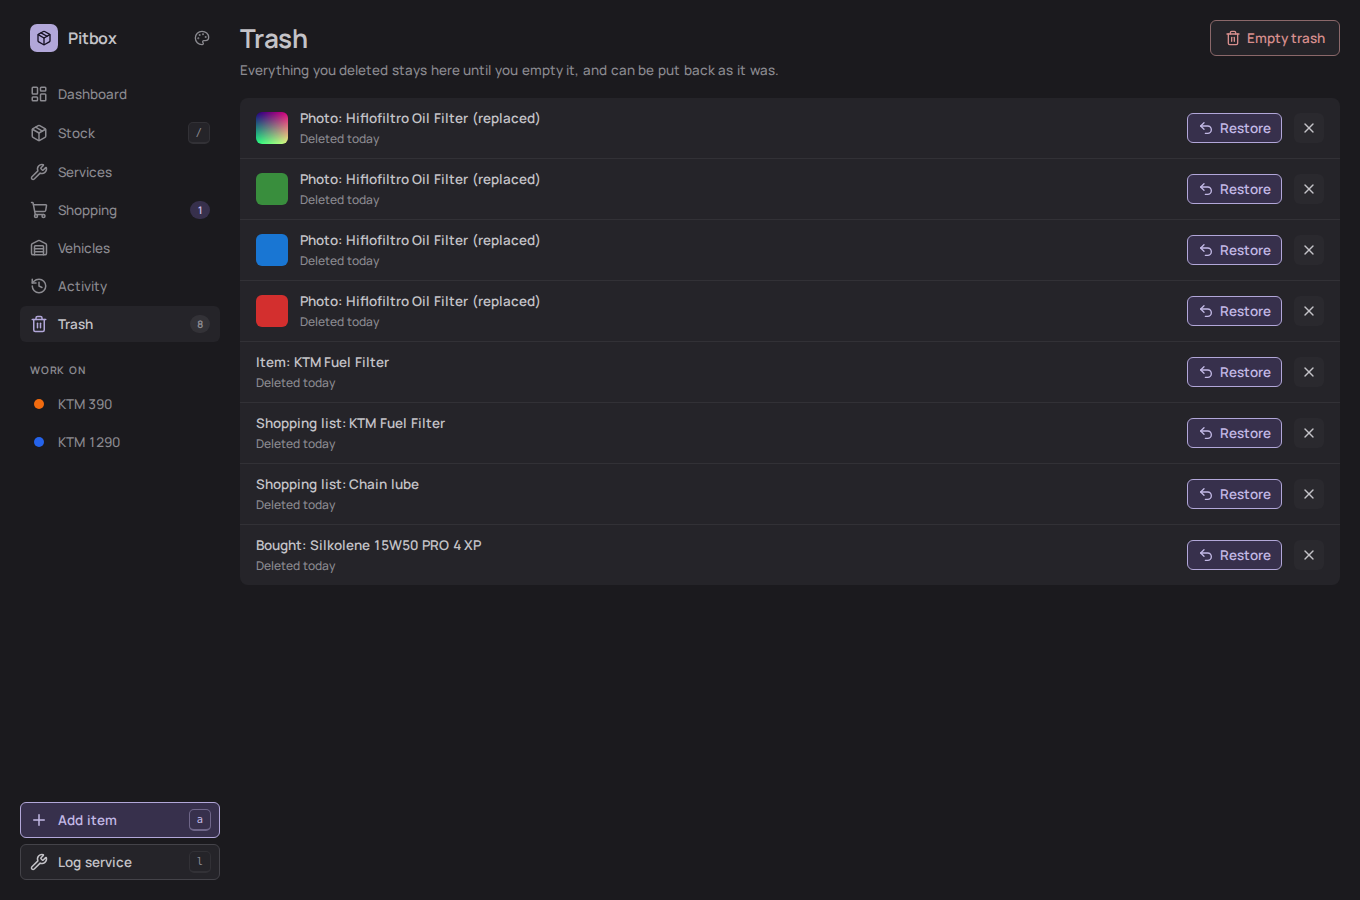 Pitbox
Dashboard
Stock /
Services
Shopping 1
Vehicles
Activity
Trash 8
WORK ON
KTM 390
KTM 1290
Add item a
Log service l
Trash
Empty trash
Everything you deleted stays here until you empty it, and can be put back as it was.
Photo: Hiflofiltro Oil Filter (replaced)
Deleted today
Restore
Photo: Hiflofiltro Oil Filter (replaced)
Deleted today
Restore
Photo: Hiflofiltro Oil Filter (replaced)
Deleted today
Restore
Photo: Hiflofiltro Oil Filter (replaced)
Deleted today
Restore
Item: KTM Fuel Filter
Deleted today
Restore
Shopping list: KTM Fuel Filter
Deleted today
Restore
Shopping list: Chain lube
Deleted today
Restore
Bought: Silkolene 15W50 PRO 4 XP
Deleted today
Restore